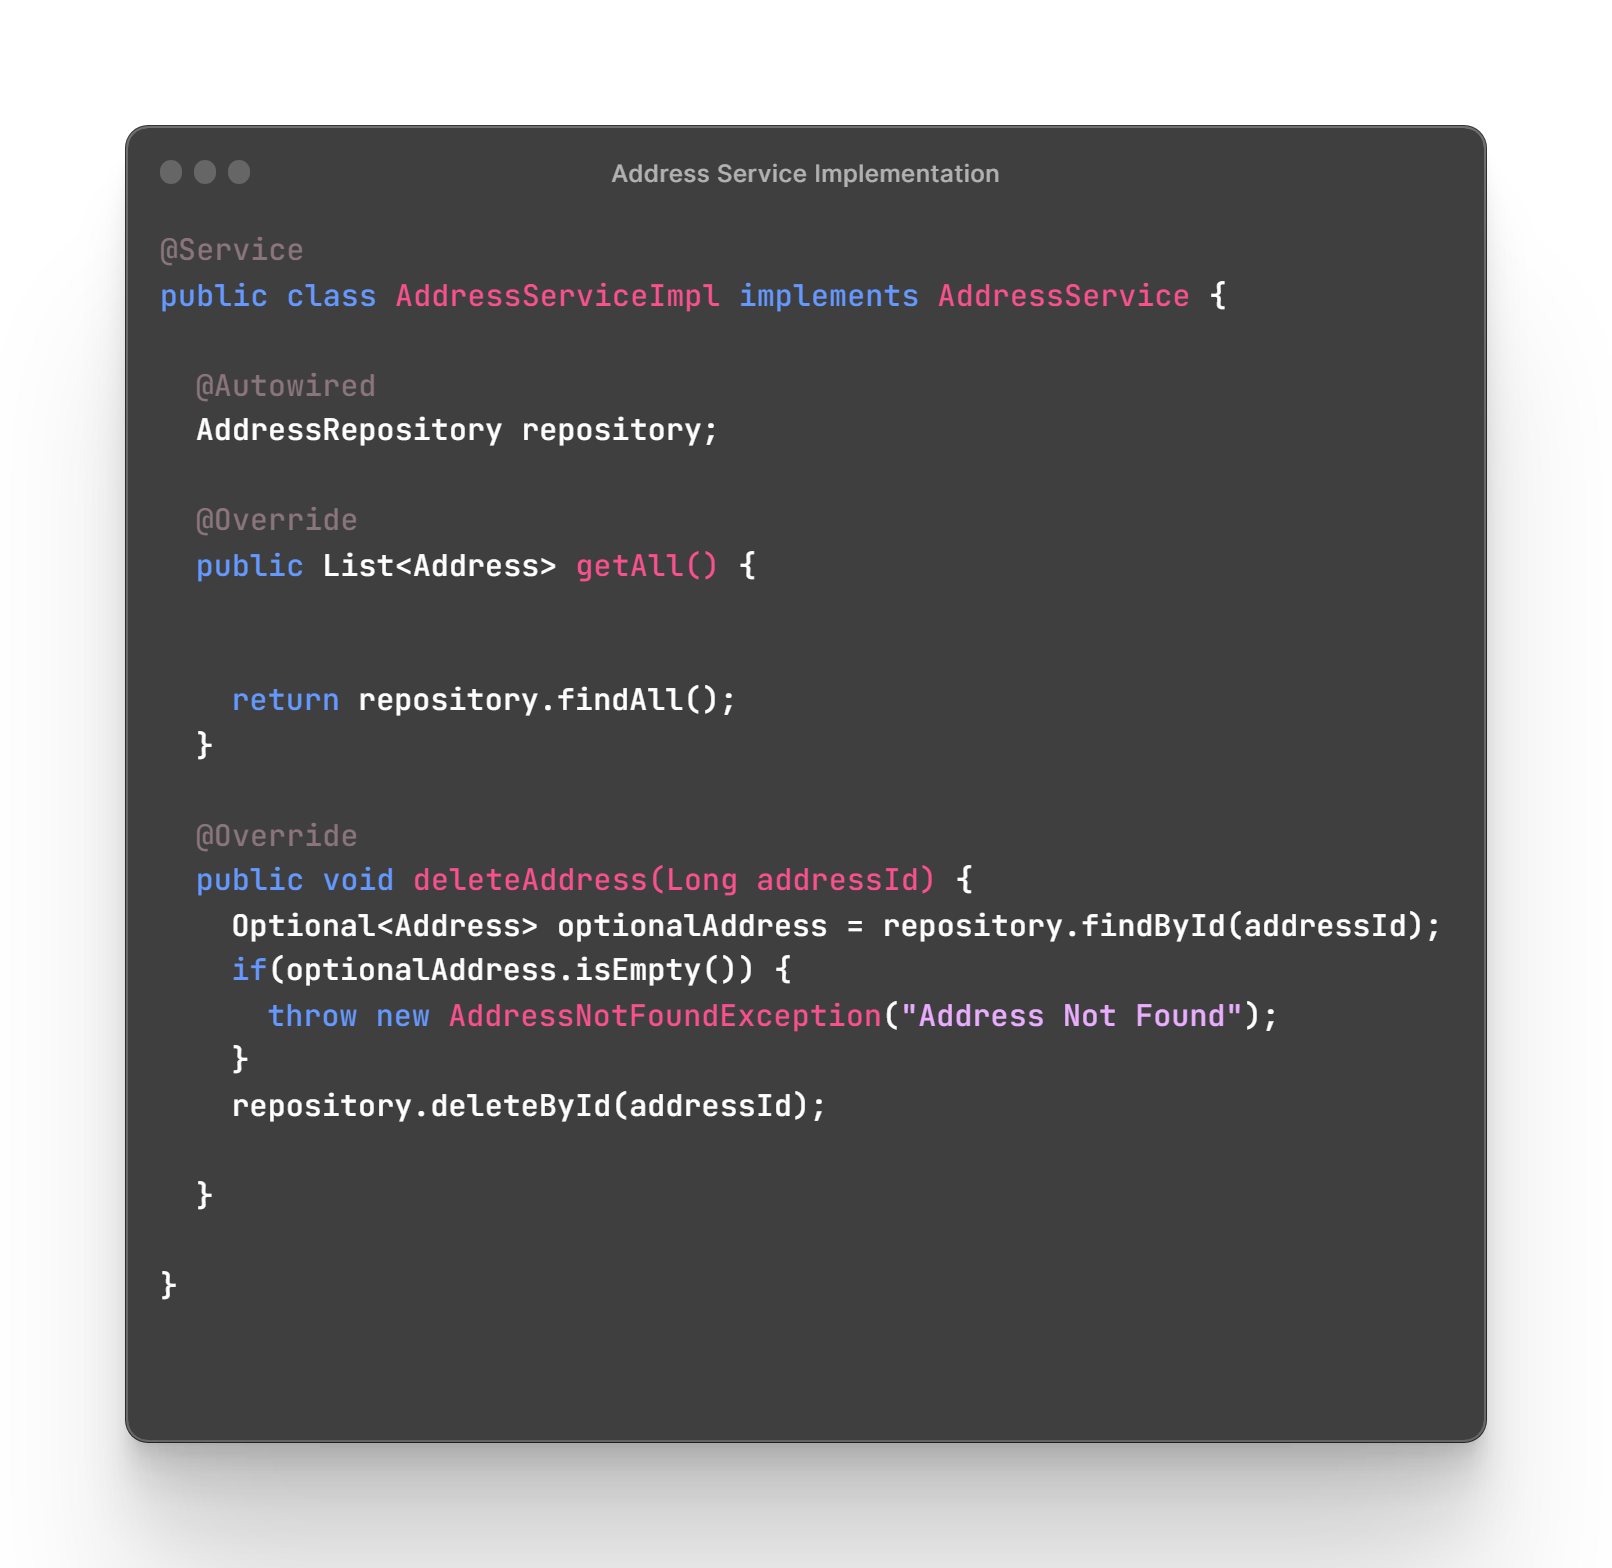 Address Service Implementation
@Service
public class AddressServiceImpl implements AddressService {
@Autowired
AddressRepository repository;
@Override
public List<Address> getAll() {
return repository.findAll();
}
@Override
public void deleteAddress(Long addressId) {
Optional<Address> optionalAddress = repository.findById(addressId);
if(optionalAddress.isEmpty()) {
throw new AddressNotFoundException("Address Not Found");
}
repository.deleteById(addressId);
}
}